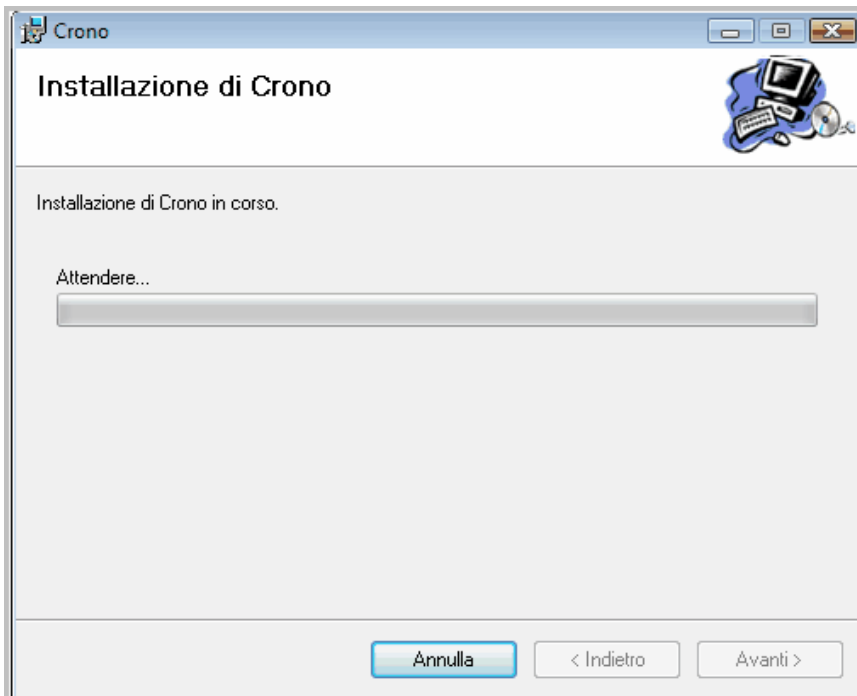 Crono
Installazione di Crono
Installazione di Crono in corso.
Attendere...
Annulla
< Indietro
Avanti >